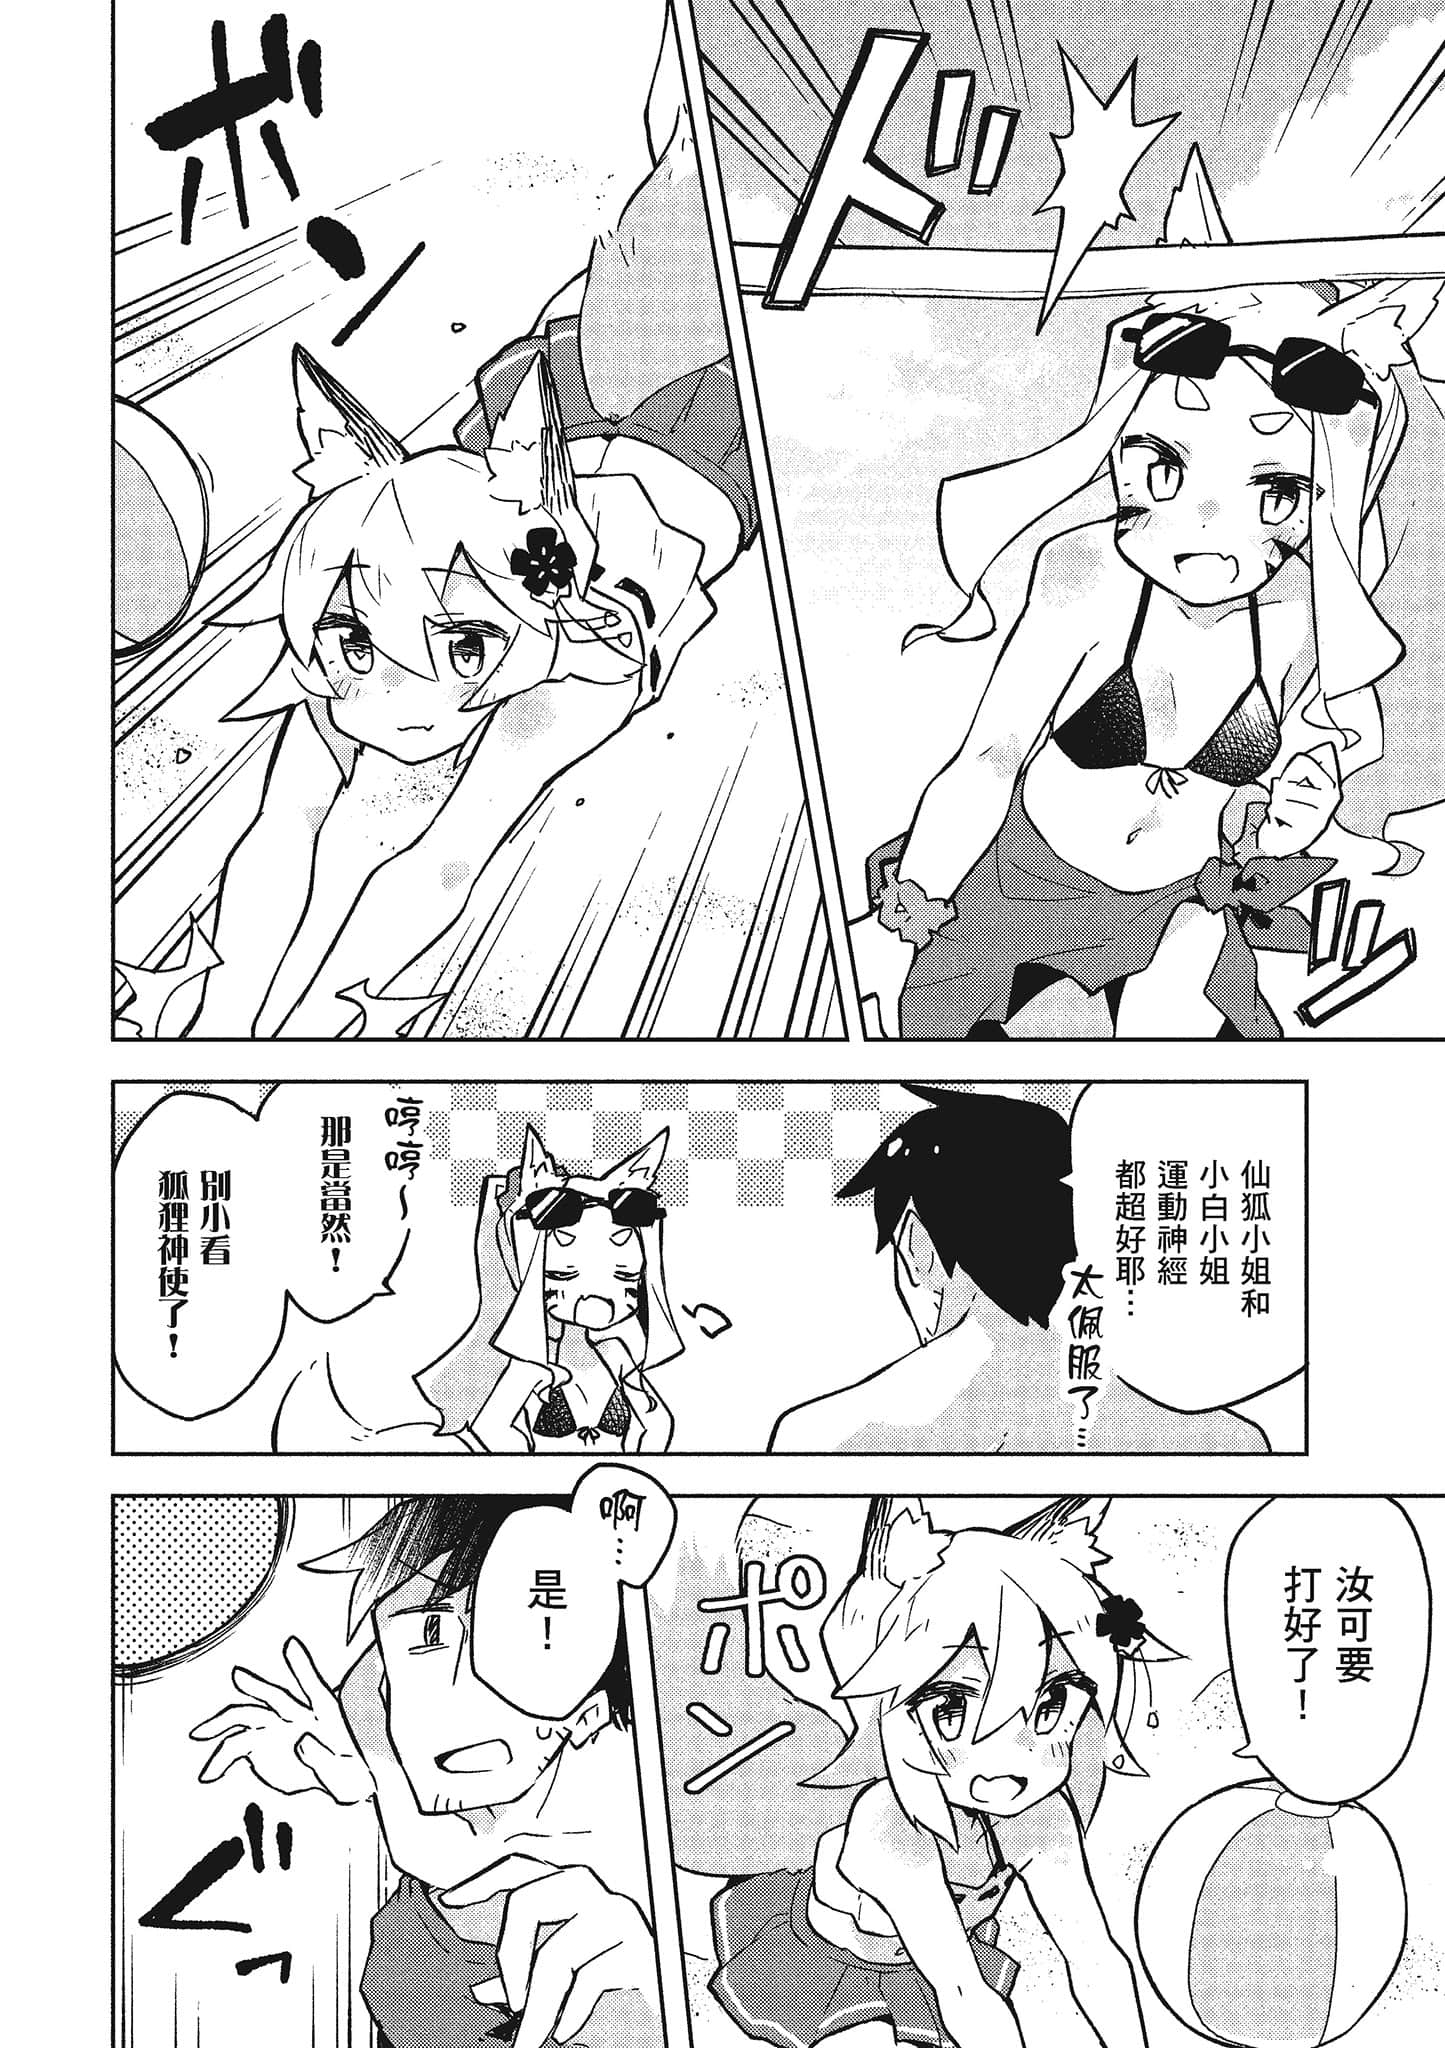 ドッ
ッ
ボン
仙狐小姐和
小白小姐
運動神經
都超好耶…
太佩服了…
哼哼～
那是當然！
別小看
狐狸神使了！
汝可要
打好了！
ポン
啊…
是！
ぐっ